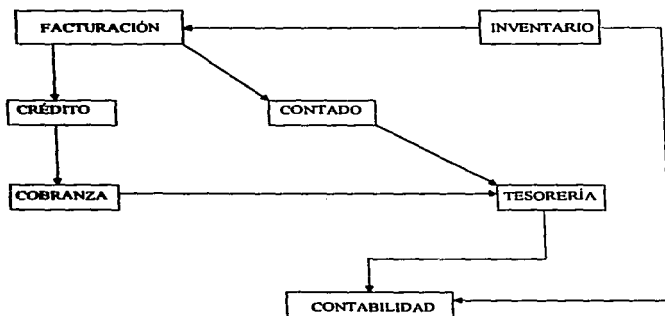 FACTURACIÓN
INVENTARIO
CRÉDITO
CONTADO
COBRANZA
TESORERÍA
CONTABILIDAD